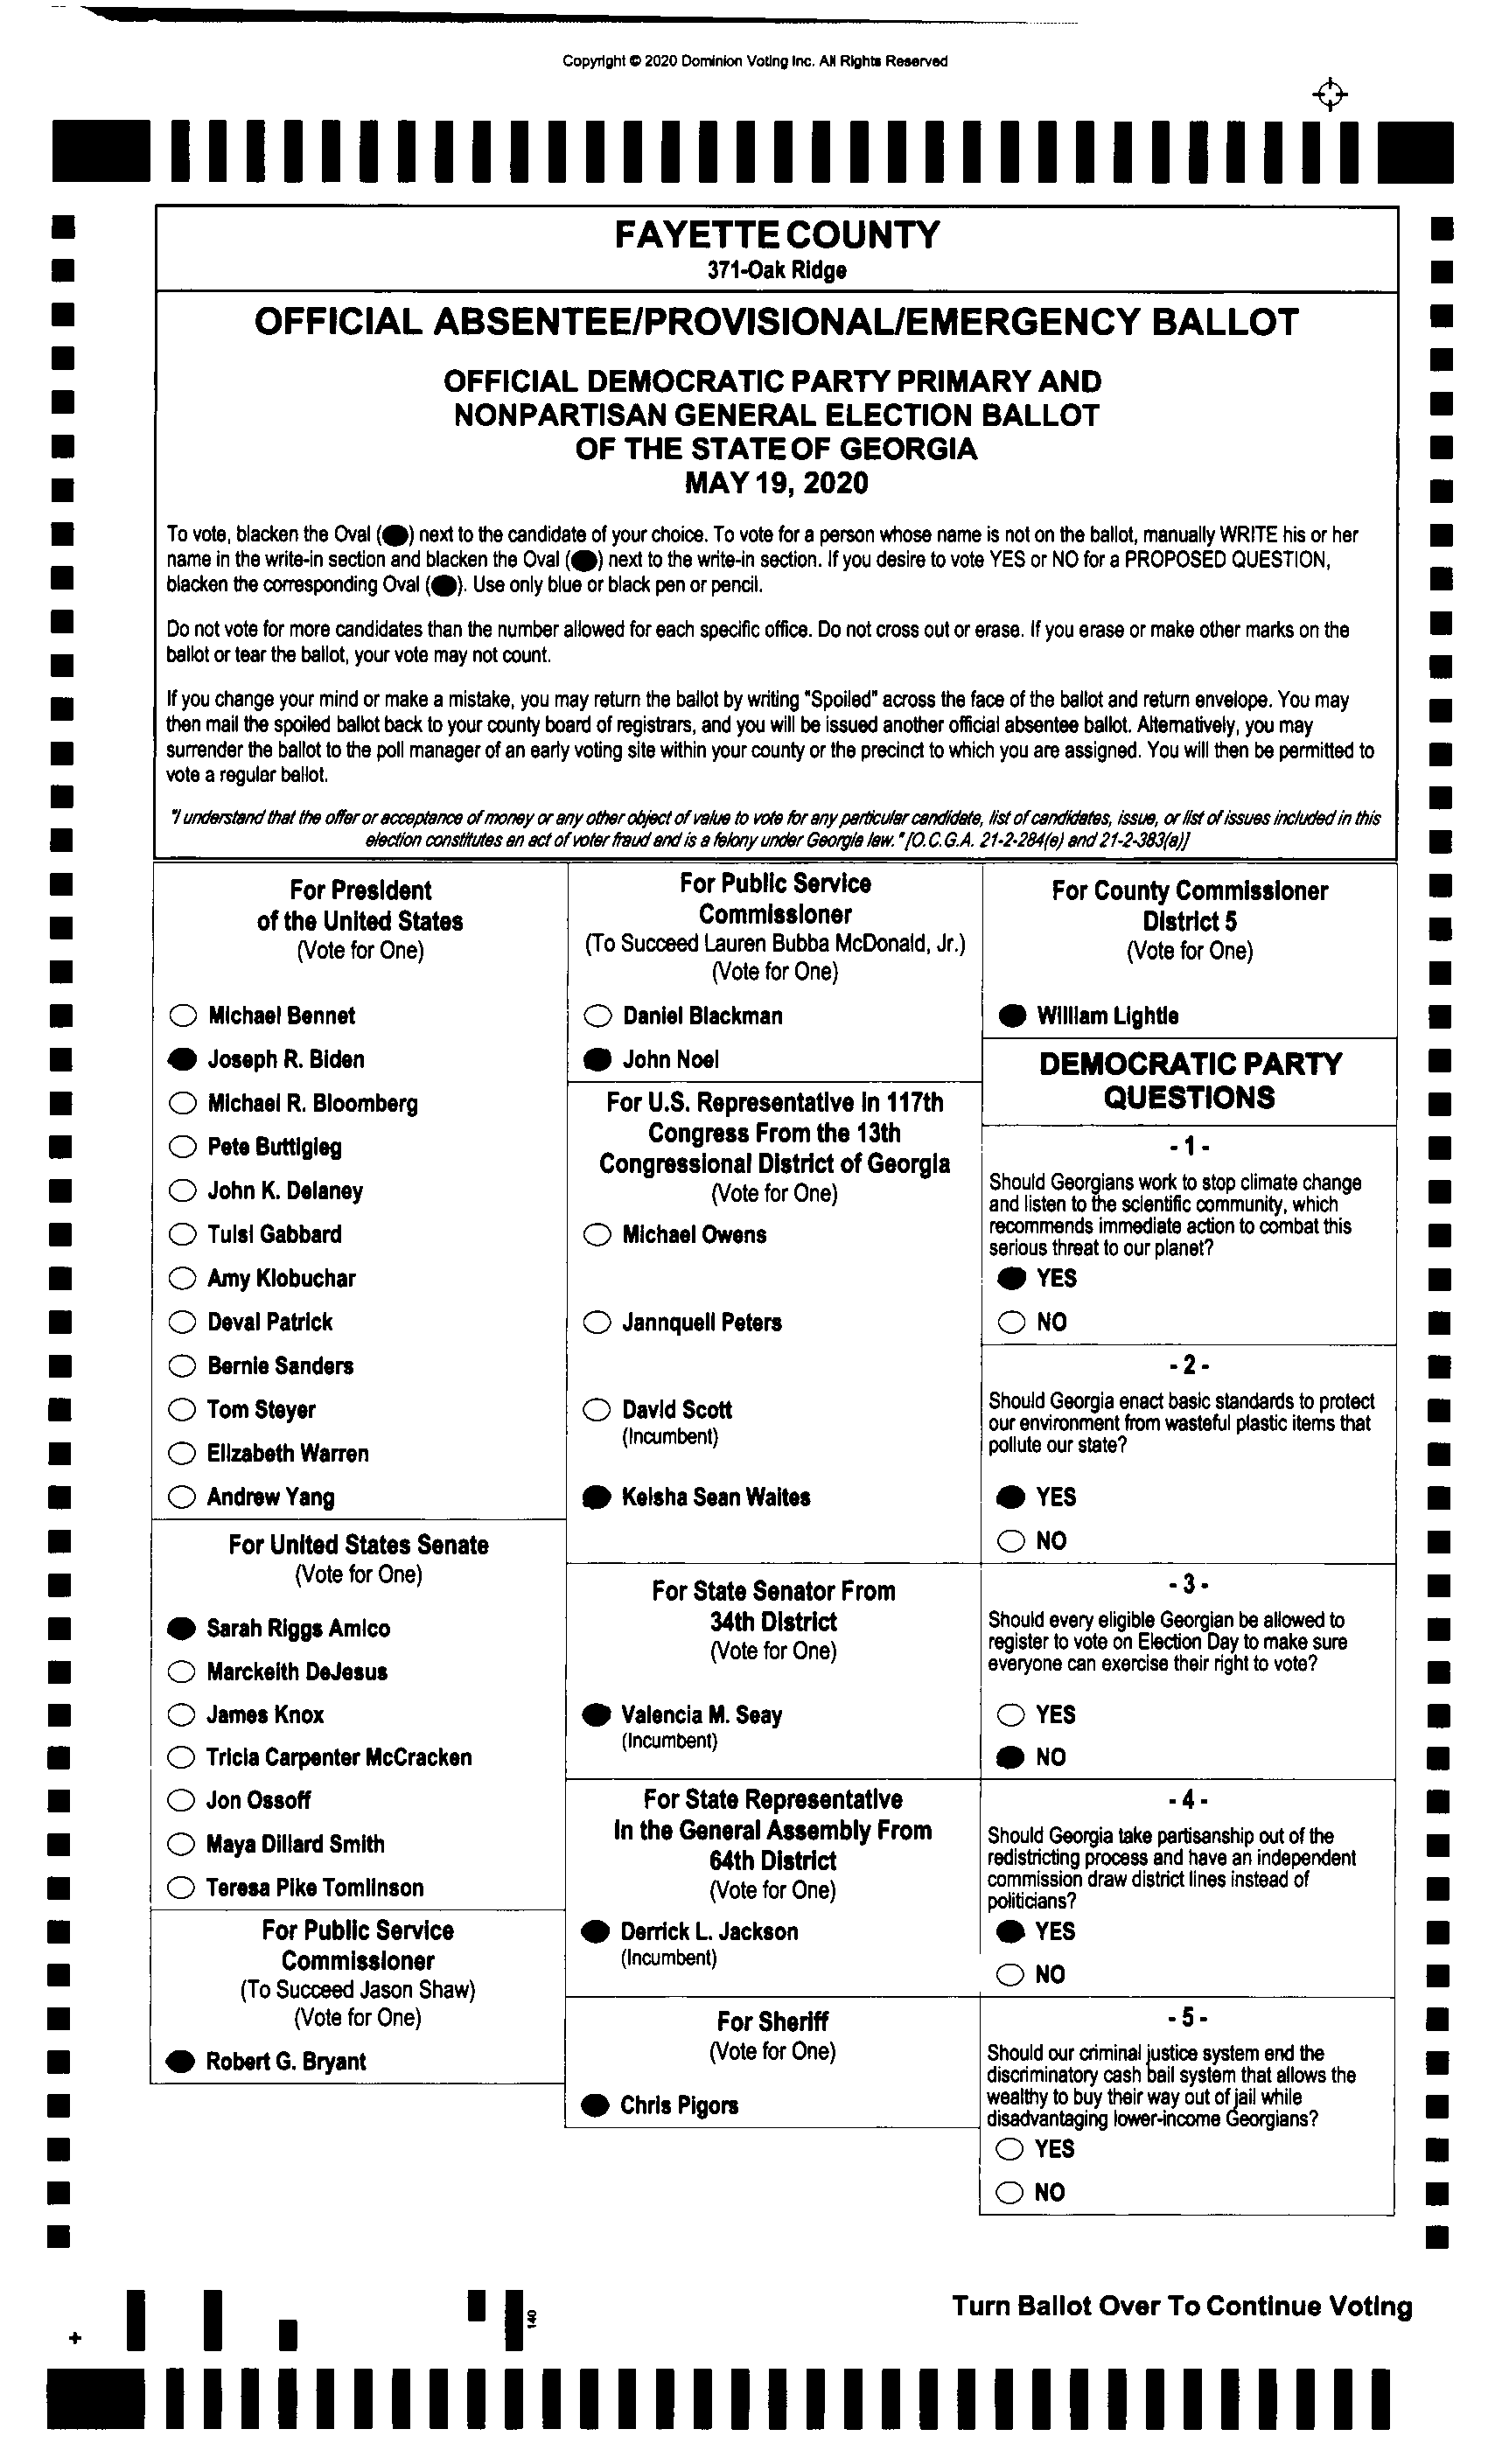 Copyright © 2020 Dominion Voting Inc. All Rights Reserved
FAYETTE COUNTY
371-Oak Ridge
OFFICIAL ABSENTEE/PROVISIONAL/EMERGENCY BALLOT
OFFICIAL DEMOCRATIC PARTY PRIMARY AND
NONPARTISAN GENERAL ELECTION BALLOT
OF THE STATE OF GEORGIA
MAY 19, 2020
To vote, blacken the Oval (⬤) next to the candidate of your choice. To vote for a person whose name is not on the ballot, manually WRITE his or her
name in the write-in section and blacken the Oval (⬤) next to the write-in section. If you desire to vote YES or NO for a PROPOSED QUESTION,
blacken the corresponding Oval (⬤). Use only blue or black pen or pencil.
Do not vote for more candidates than the number allowed for each specific office. Do not cross out or erase. If you erase or make other marks on the
ballot or tear the ballot, your vote may not count.
If you change your mind or make a mistake, you may return the ballot by writing "Spoiled" across the face of the ballot and return envelope. You may
then mail the spoiled ballot back to your county board of registrars, and you will be issued another official absentee ballot. Alternatively, you may
surrender the ballot to the poll manager of an early voting site within your county or the precinct to which you are assigned. You will then be permitted to
vote a regular ballot.
"I understand that the offer or acceptance of money or any other object of value to vote for any particular candidate, list of candidates, issue, or list of issues included in this
election constitutes an act of voter fraud and is a felony under Georgia law." [O.C.G.A. 21-2-284(e) and 21-2-383(a)]
For President
of the United States
(Vote for One)
Michael Bennet
Joseph R. Biden
Michael R. Bloomberg
Pete Buttigieg
John K. Delaney
Tulsi Gabbard
Amy Klobuchar
Deval Patrick
Bernie Sanders
Tom Steyer
Elizabeth Warren
Andrew Yang
For United States Senate
(Vote for One)
Sarah Riggs Amico
Marckeith DeJesus
James Knox
Tricia Carpenter McCracken
Jon Ossoff
Maya Dillard Smith
Teresa Pike Tomlinson
For Public Service
Commissioner
(To Succeed Jason Shaw)
(Vote for One)
Robert G. Bryant
For Public Service
Commissioner
(To Succeed Lauren Bubba McDonald, Jr.)
(Vote for One)
Daniel Blackman
John Noel
For U.S. Representative in 117th
Congress From the 13th
Congressional District of Georgia
(Vote for One)
Michael Owens
Jannquell Peters
David Scott
(Incumbent)
Keisha Sean Waites
For State Senator From
34th District
(Vote for One)
Valencia M. Seay
(Incumbent)
For State Representative
In the General Assembly From
64th District
(Vote for One)
Derrick L. Jackson
(Incumbent)
For Sheriff
(Vote for One)
Chris Pigors
For County Commissioner
District 5
(Vote for One)
William Lightle
DEMOCRATIC PARTY
QUESTIONS
- 1 -
Should Georgians work to stop climate change
and listen to the scientific community, which
recommends immediate action to combat this
serious threat to our planet?
YES
NO
- 2 -
Should Georgia enact basic standards to protect
our environment from wasteful plastic items that
pollute our state?
YES
NO
- 3 -
Should every eligible Georgian be allowed to
register to vote on Election Day to make sure
everyone can exercise their right to vote?
YES
NO
- 4 -
Should Georgia take partisanship out of the
redistricting process and have an independent
commission draw district lines instead of
politicians?
YES
NO
- 5 -
Should our criminal justice system end the
discriminatory cash bail system that allows the
wealthy to buy their way out of jail while
disadvantaging lower-income Georgians?
YES
NO
Turn Ballot Over To Continue Voting
140